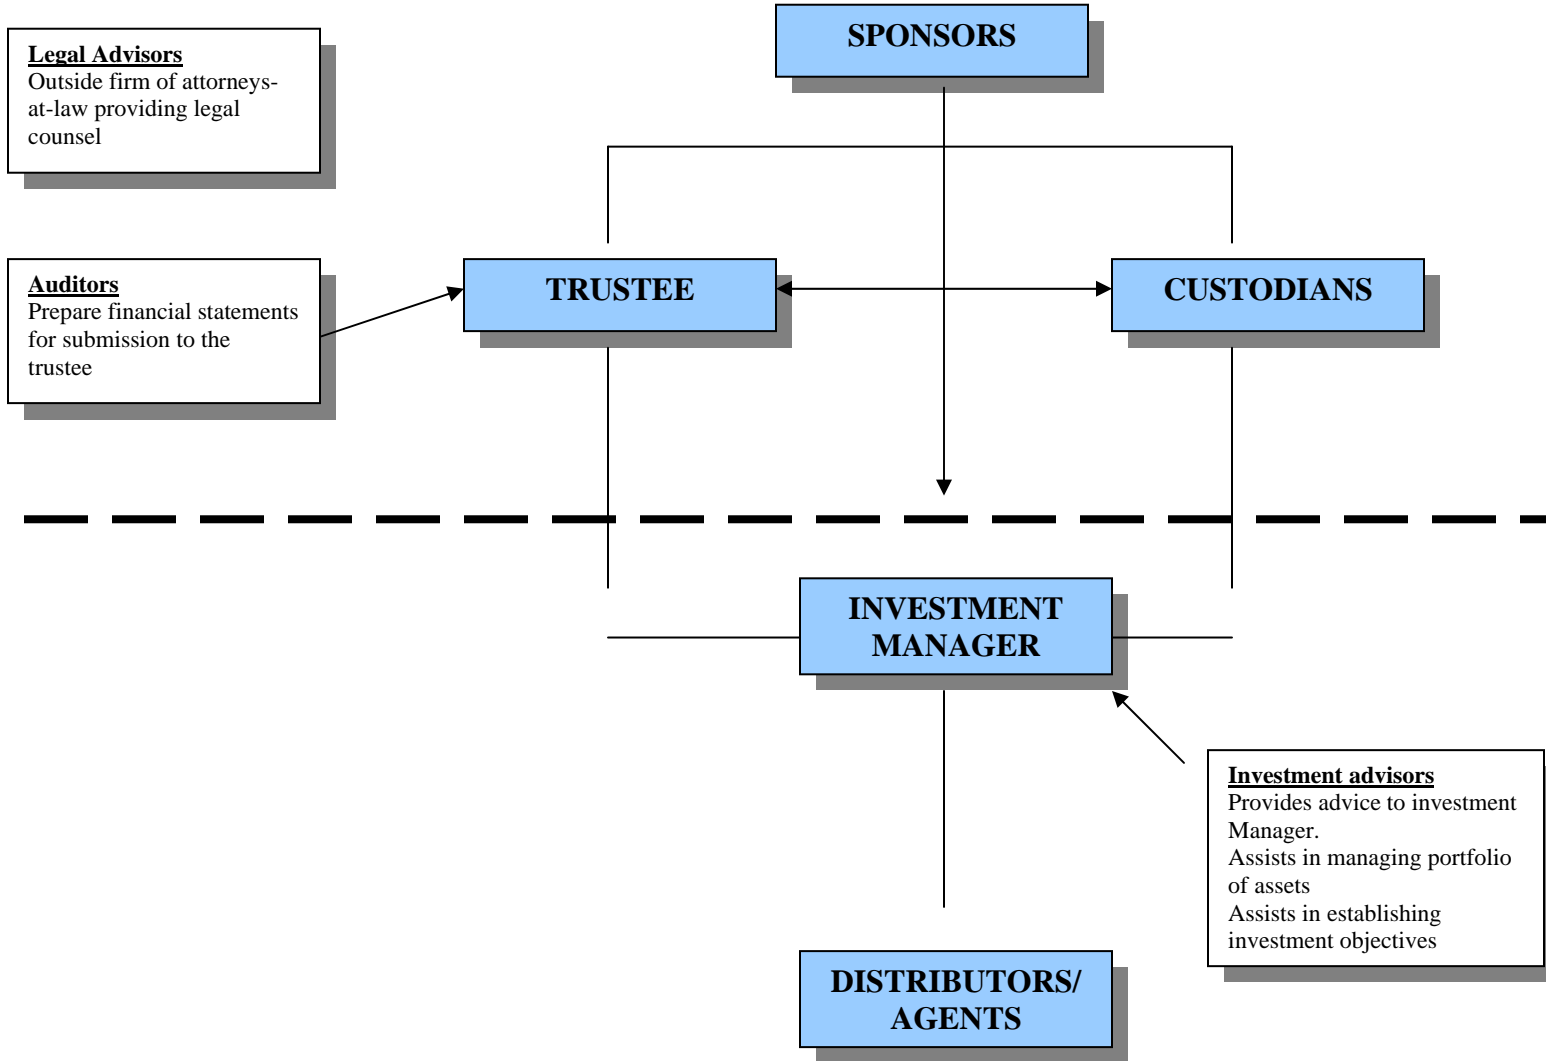 SPONSORS
Legal Advisors
Outside firm of attorneys-
at-law providing legal
counsel
Auditors
Prepare financial statements
for submission to the
trustee
TRUSTEE
CUSTODIANS
INVESTMENT
MANAGER
Investment advisors
Provides advice to investment
Manager.
Assists in managing portfolio
of assets
Assists in establishing
investment objectives
DISTRIBUTORS/
AGENTS